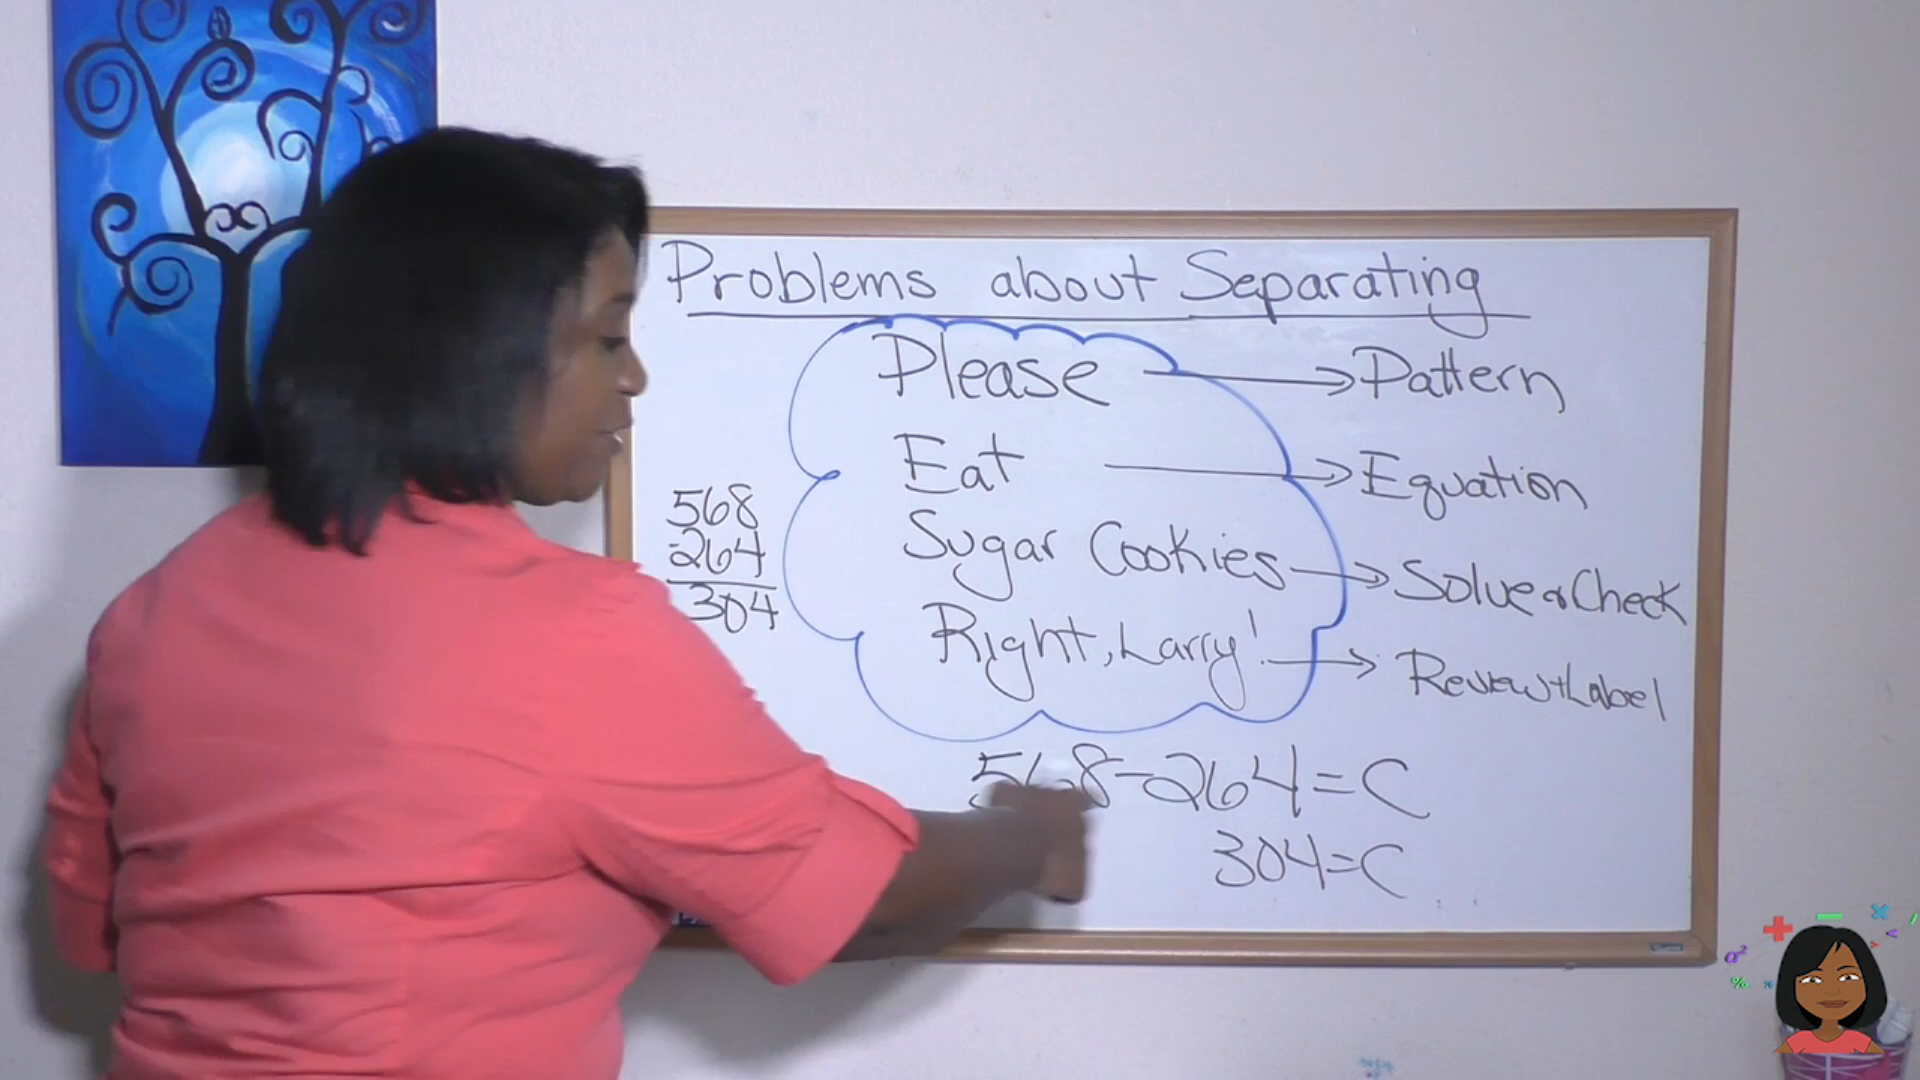 Problems about Separating
Please → Pattern
Eat → Equation
Sugar Cookies → Solve & Check
Right, Larry! → Review + Label
568
-264
304
568-264=C
304=C